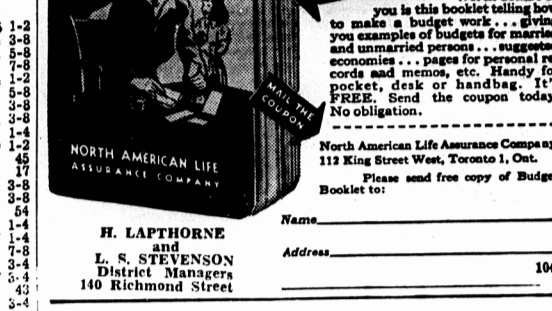 1-2
3-8
5-8
7-8
1-2
5-8
3-8
3-8
1-4
1-2
45
17
3-8
3-8
54
1-4
1-4
7-8
3-4
3-4
43
3-4
you is this booklet telling how
to make a budget work . . . giving
you examples of budgets for married
and unmarried persons . . . suggests
economies . . . pages for personal re
cords and memos, etc. Handy fo
pocket, desk or handbag. It'
FREE. Send the coupon today
No obligation.
MAIL THE
COUPON
NORTH AMERICAN LIFE
ASSURANCE COMPANY
North American Life Assurance Company
112 King Street West, Toronto 1, Ont.
Please send free copy of Budge
Booklet to:
Name
Address
104
H. LAPTHORNE
and
L. S. STEVENSON
District Managers
140 Richmond Street